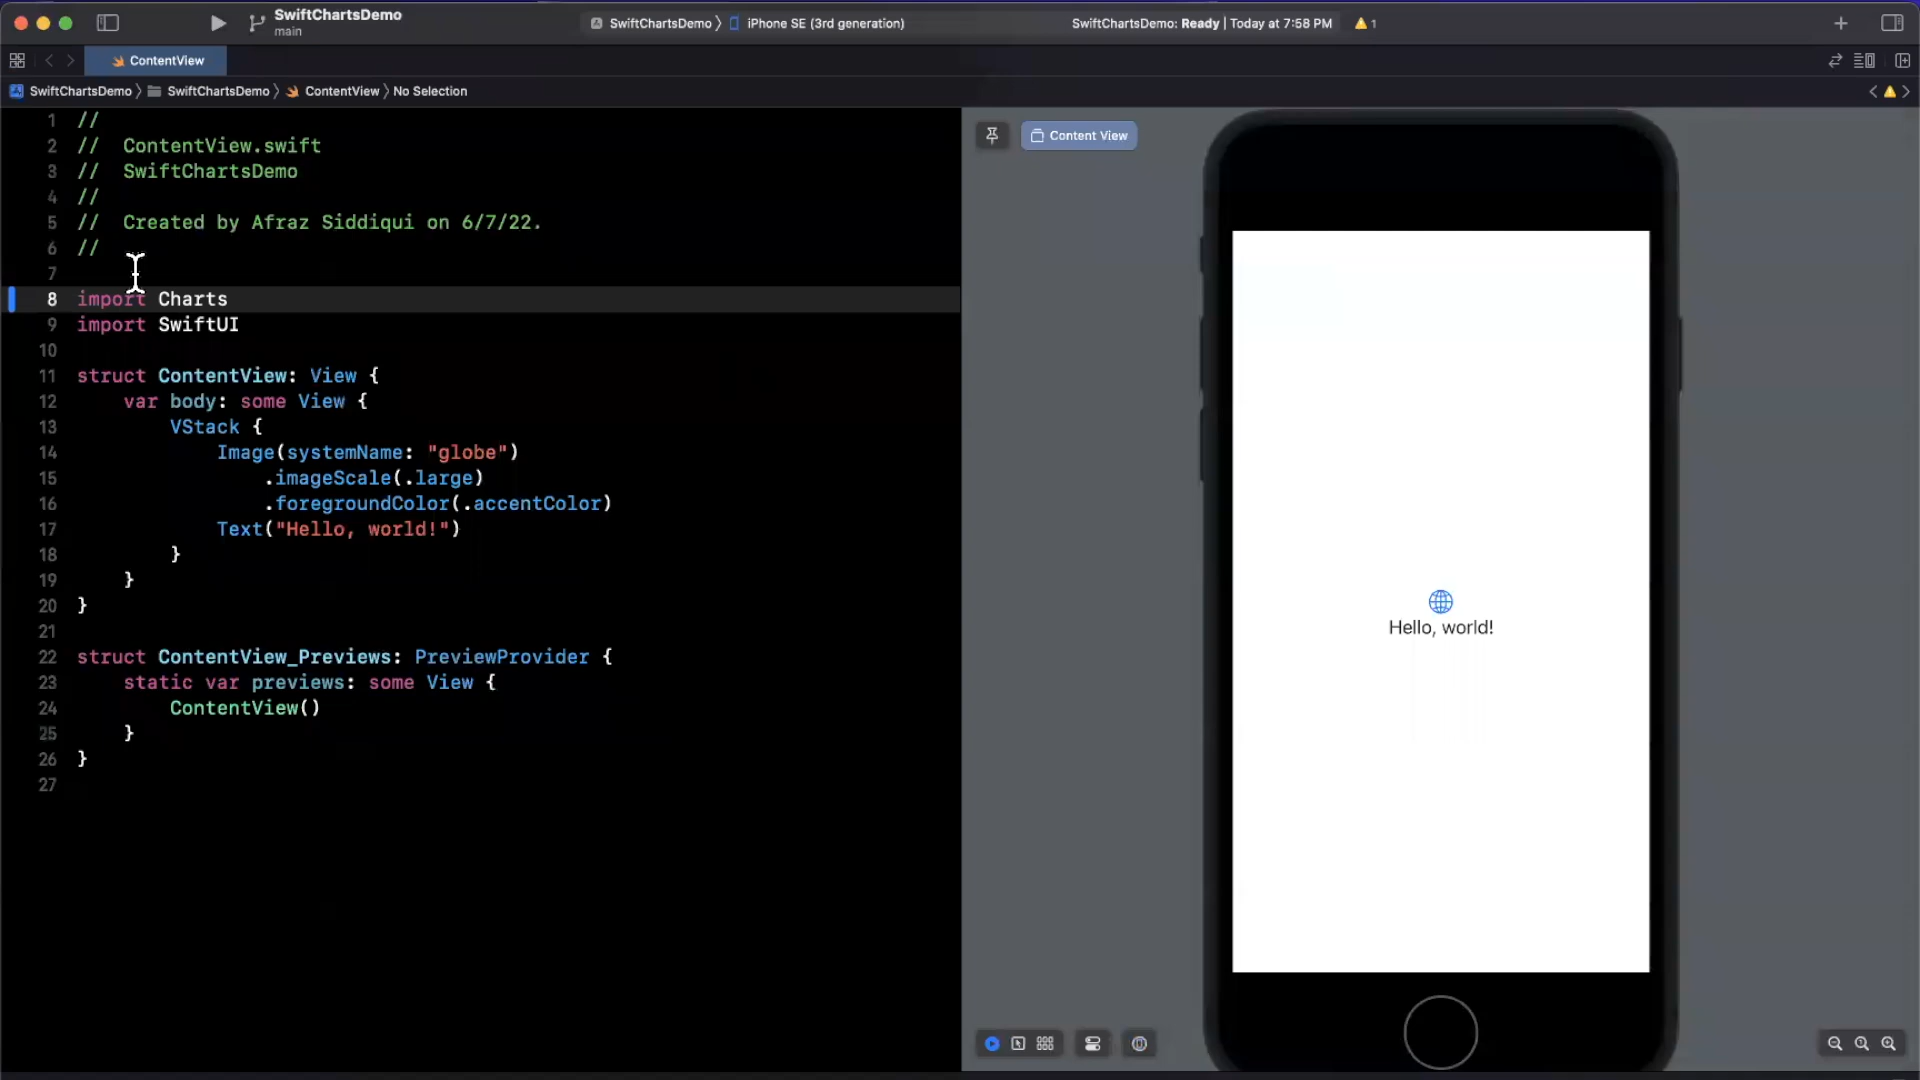 SwiftChartsDemo
main
SwiftChartsDemo 〉 iPhone SE (3rd generation)
SwiftChartsDemo: Ready | Today at 7:58 PM
1
ContentView
SwiftChartsDemo 〉 SwiftChartsDemo 〉 ContentView 〉 No Selection
1 //
2 //  ContentView.swift
3 //  SwiftChartsDemo
4 //
5 //  Created by Afraz Siddiqui on 6/7/22.
6 //
7
8 import Charts
9 import SwiftUI
10
11 struct ContentView: View {
12     var body: some View {
13         VStack {
14             Image(systemName: "globe")
15                 .imageScale(.large)
16                 .foregroundColor(.accentColor)
17             Text("Hello, world!")
18         }
19     }
20 }
21
22 struct ContentView_Previews: PreviewProvider {
23     static var previews: some View {
24         ContentView()
25     }
26 }
27
Content View
Hello, world!